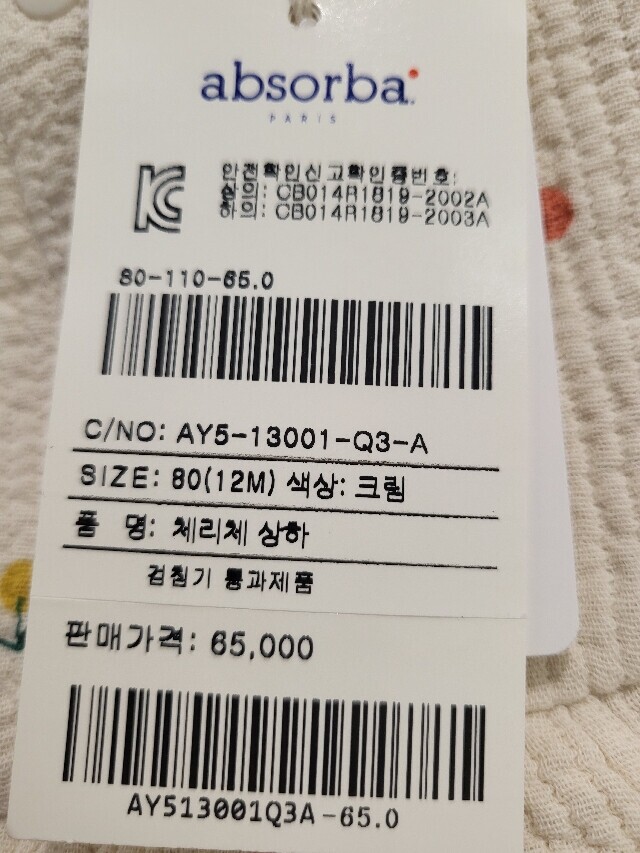 absorba
PARIS
안전확인신고확인증번호:
상의: CB014R1819-2002A
하의: CB014R1819-2003A
80-110-65.0
C/NO: AY5-13001-Q3-A
SIZE: 80(12M) 색상: 크림
품 명: 체리체 상하
검침기 통과제품
판매가격: 65,000
AY513001Q3A-65.0